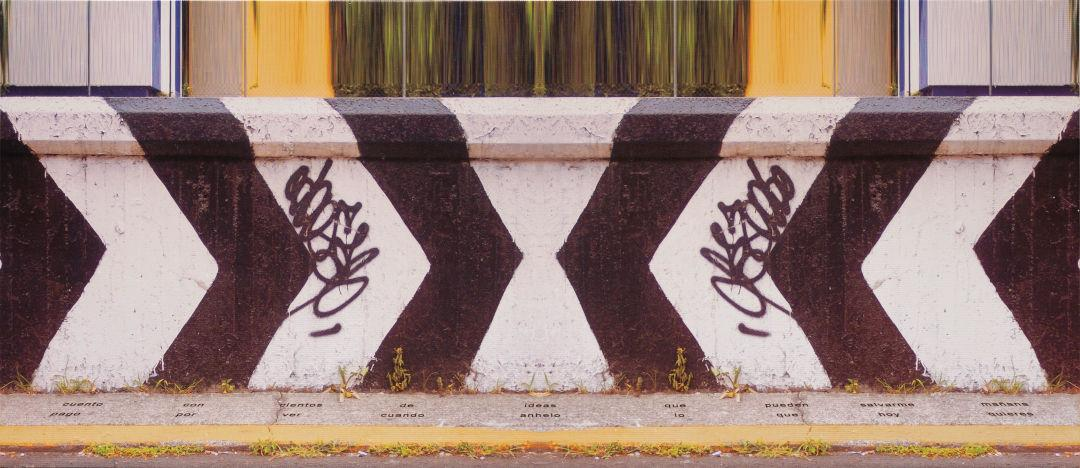 cuento con cientos de ideas que pueden salvarme mañana
pago por ver cuando anhelo lo que hoy quieres